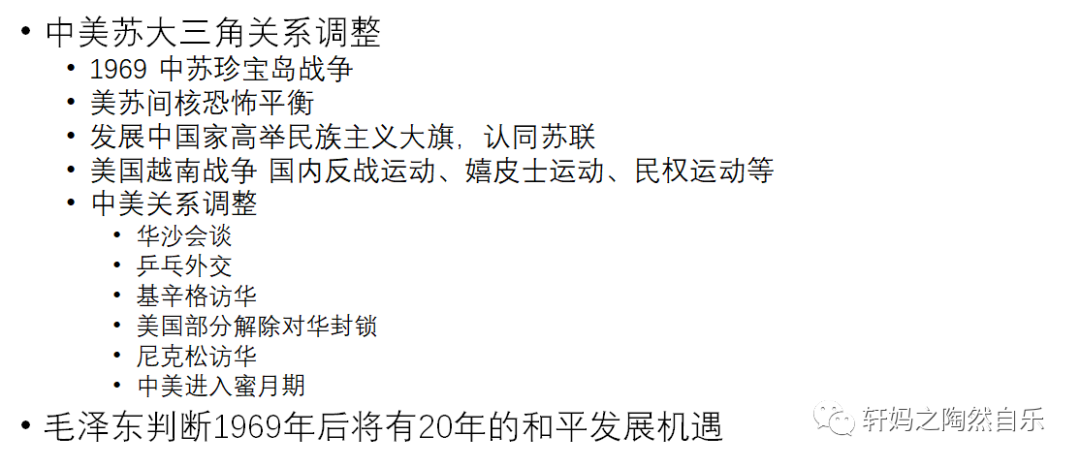 • 中美苏大三角关系调整
• 1969 中苏珍宝岛战争
• 美苏间核恐怖平衡
• 发展中国家高举民族主义大旗，认同苏联
• 美国越南战争 国内反战运动、嬉皮士运动、民权运动等
• 中美关系调整
• 华沙会谈
• 乒乓外交
• 基辛格访华
• 美国部分解除对华封锁
• 尼克松访华
• 中美进入蜜月期
• 毛泽东判断1969年后将有20年的和平发展机遇
轩妈之陶然自乐